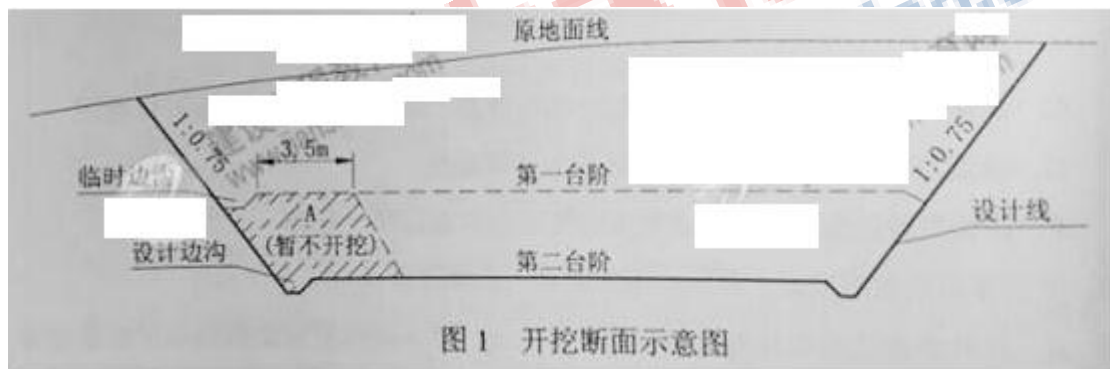 原地面线
1:0.75
3.5m
临时边沟
第一台阶
1:0.75
A
(暂不开挖)
设计线
设计边沟
第二台阶
图1 开挖断面示意图